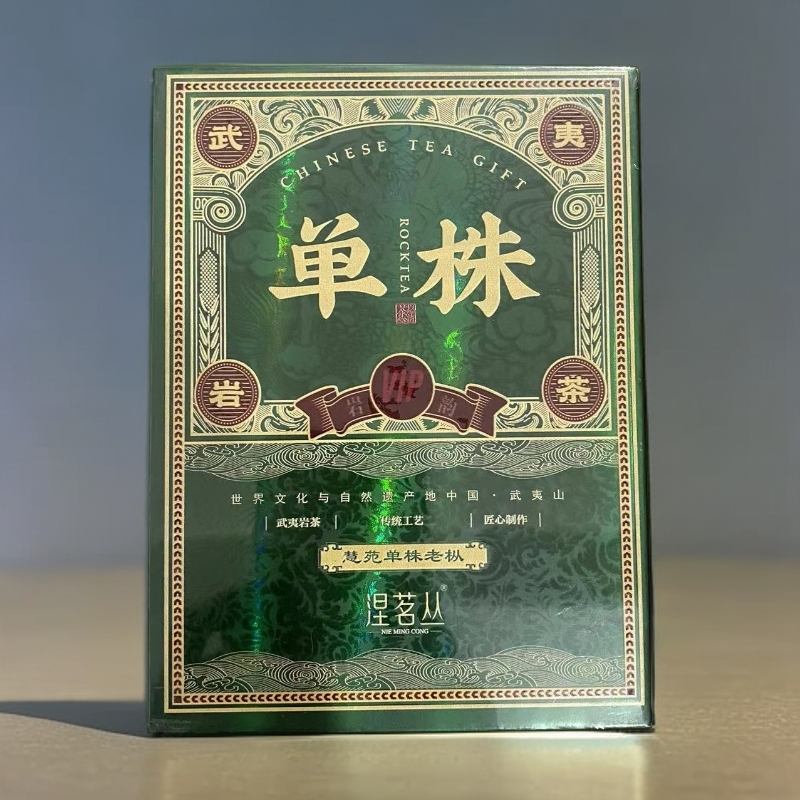 武 夷
CHINESE TEA GIFT
单株
ROCKTEA
VIP
岩韵
岩 茶
世界文化与自然遗产地中国·武夷山
武夷岩茶 | 传统工艺 | 匠心制作
慧苑单株老枞
涅茗丛®
NIE MING CONG